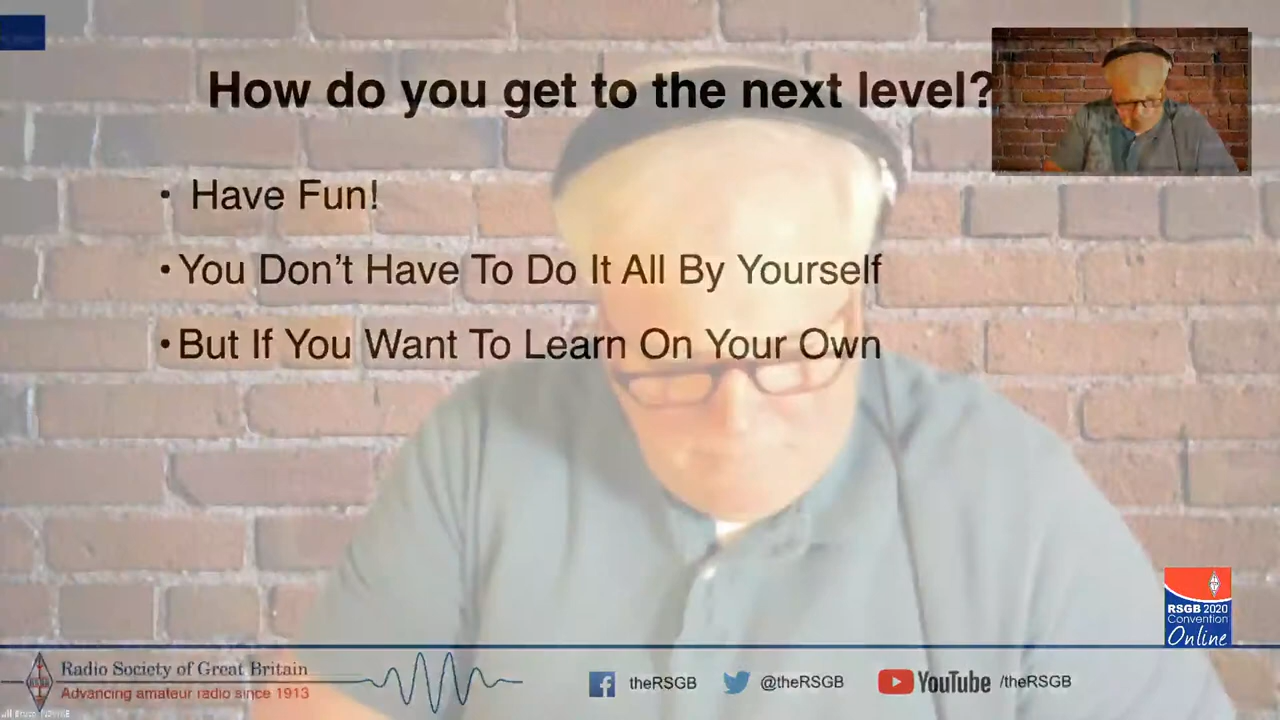 How do you get to the next level?
• Have Fun!
• You Don't Have To Do It All By Yourself
• But If You Want To Learn On Your Own
RSGB 2020
Convention
Online
Radio Society of Great Britain
Advancing amateur radio since 1913
theRSGB
@theRSGB
YouTube /theRSGB